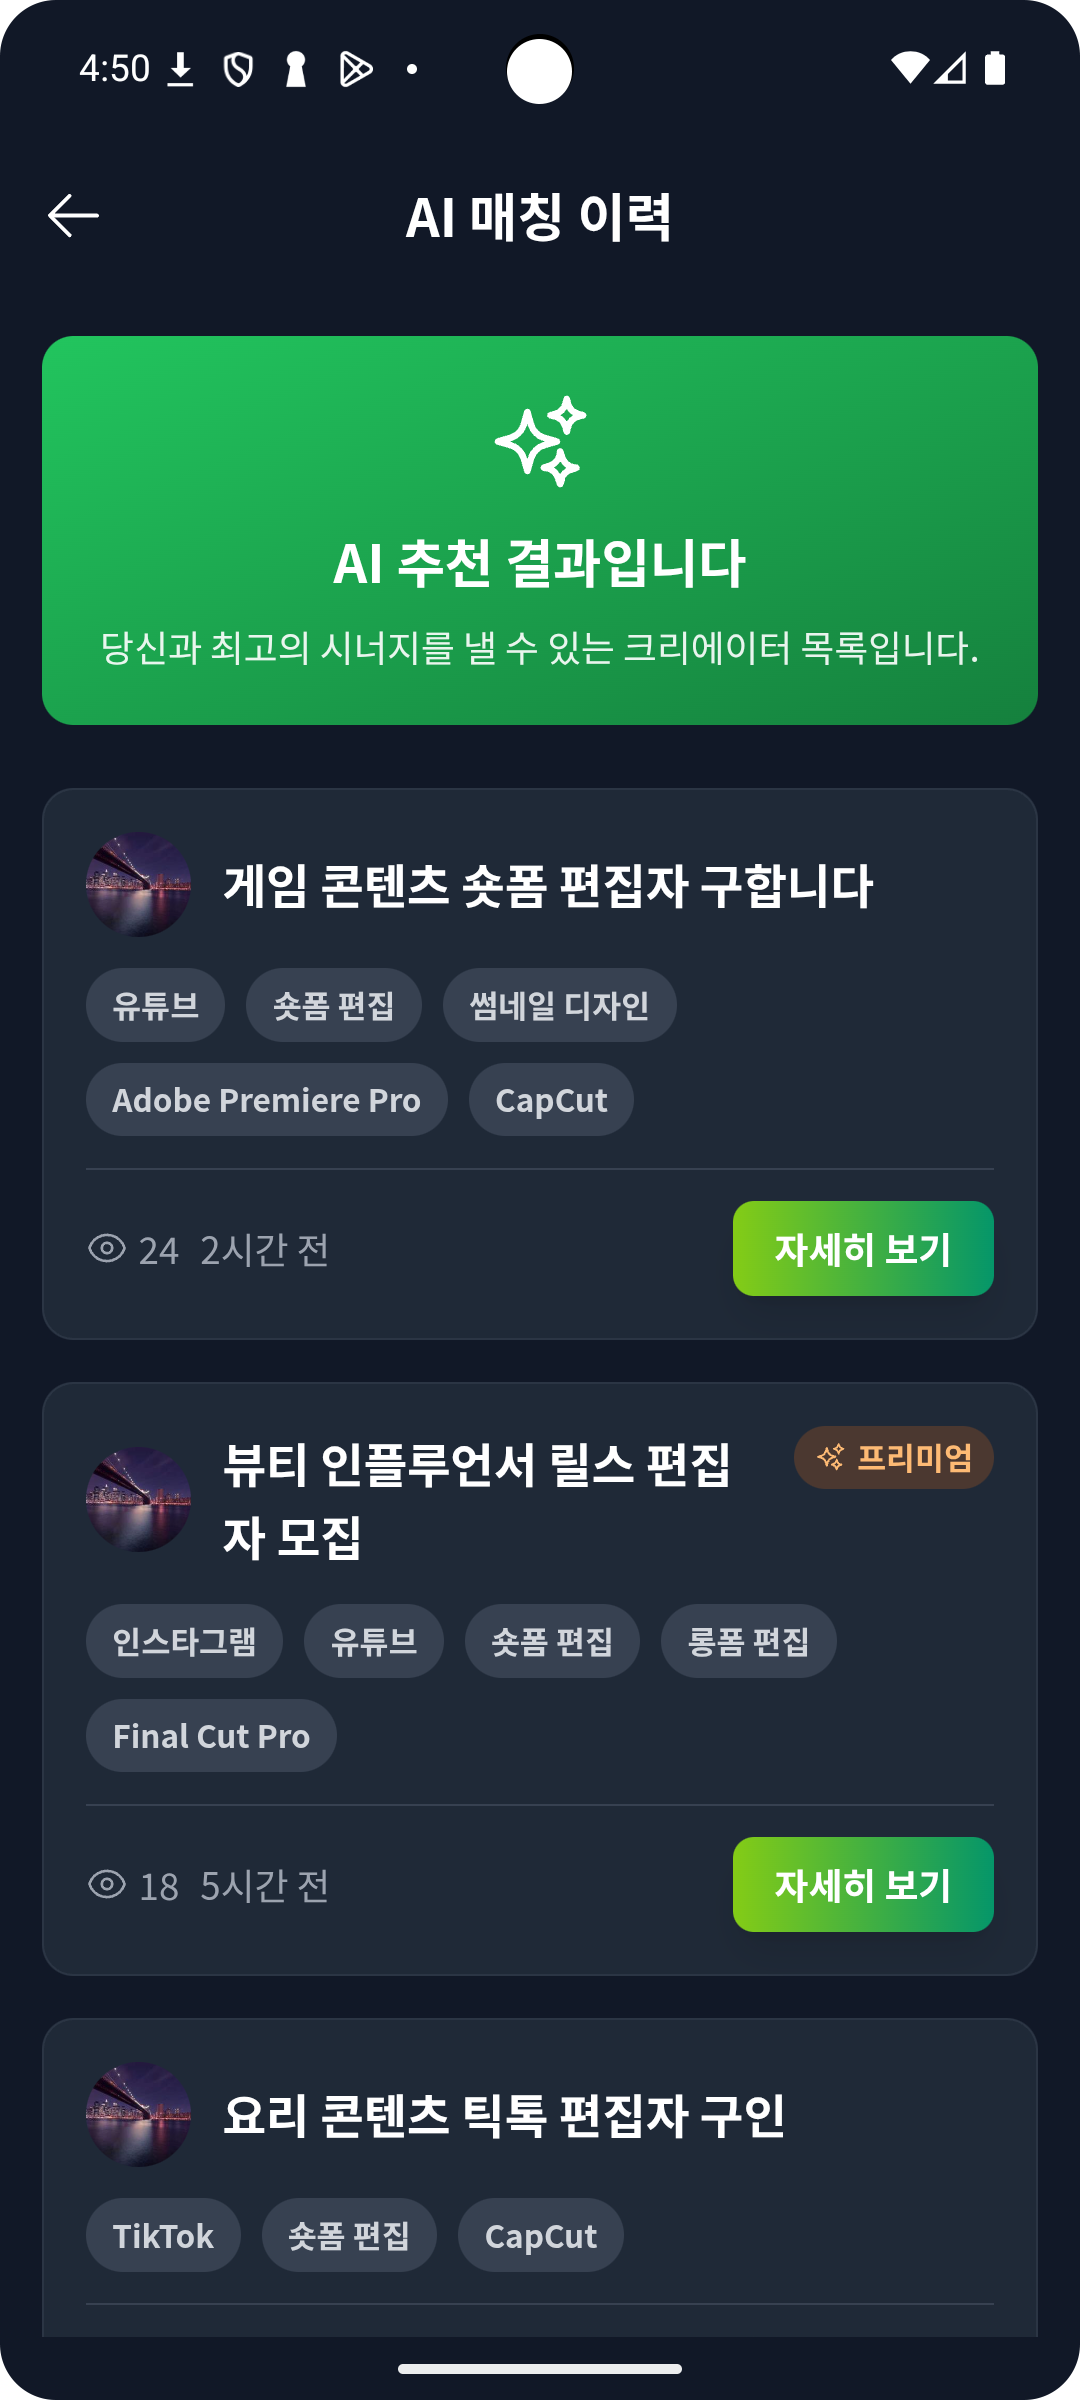 4:50
AI 매칭 이력
AI 추천 결과입니다
당신과 최고의 시너지를 낼 수 있는 크리에이터 목록입니다.
게임 콘텐츠 숏폼 편집자 구합니다
유튜브 숏폼 편집 썸네일 디자인
Adobe Premiere Pro CapCut
24 2시간 전 자세히 보기
뷰티 인플루언서 릴스 편집
자 모집
프리미엄
인스타그램 유튜브 숏폼 편집 롱폼 편집
Final Cut Pro
18 5시간 전 자세히 보기
요리 콘텐츠 틱톡 편집자 구인
TikTok 숏폼 편집 CapCut